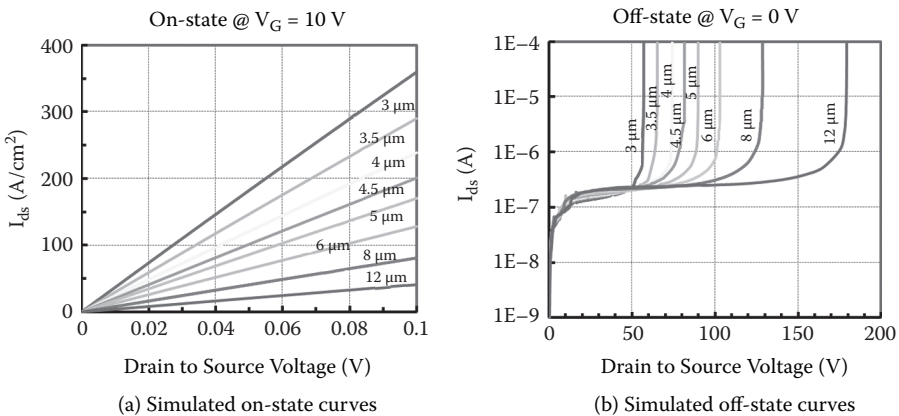 On-state @ V_G = 10 V
400
300
200
100
0
I_ds (A/cm²)
3 μm
3.5 μm
4 μm
4.5 μm
5 μm
6 μm
8 μm
12 μm
0 0.02 0.04 0.06 0.08 0.1
Drain to Source Voltage (V)
(a) Simulated on-state curves
Off-state @ V_G = 0 V
1E–4
1E–5
1E–6
1E–7
1E–8
1E–9
I_ds (A)
3 μm
3.5 μm
4 μm
4.5 μm
5 μm
6 μm
8 μm
12 μm
0 50 100 150 200
Drain to Source Voltage (V)
(b) Simulated off-state curves